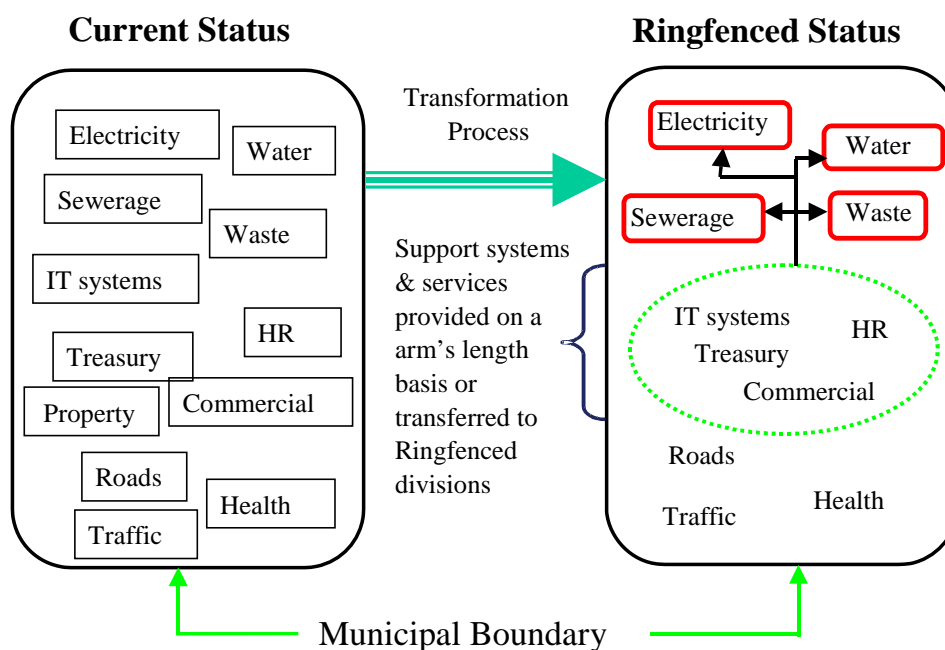 Current Status
Ringfenced Status
Electricity
Water
Sewerage
Waste
IT systems
HR
Treasury
Property
Commercial
Roads
Health
Traffic
Transformation
Process
Support systems
& services
provided on a
arm's length
basis or
transferred to
Ringfenced
divisions
Electricity
Water
Sewerage
Waste
IT systems
HR
Treasury
Commercial
Roads
Health
Traffic
Municipal Boundary